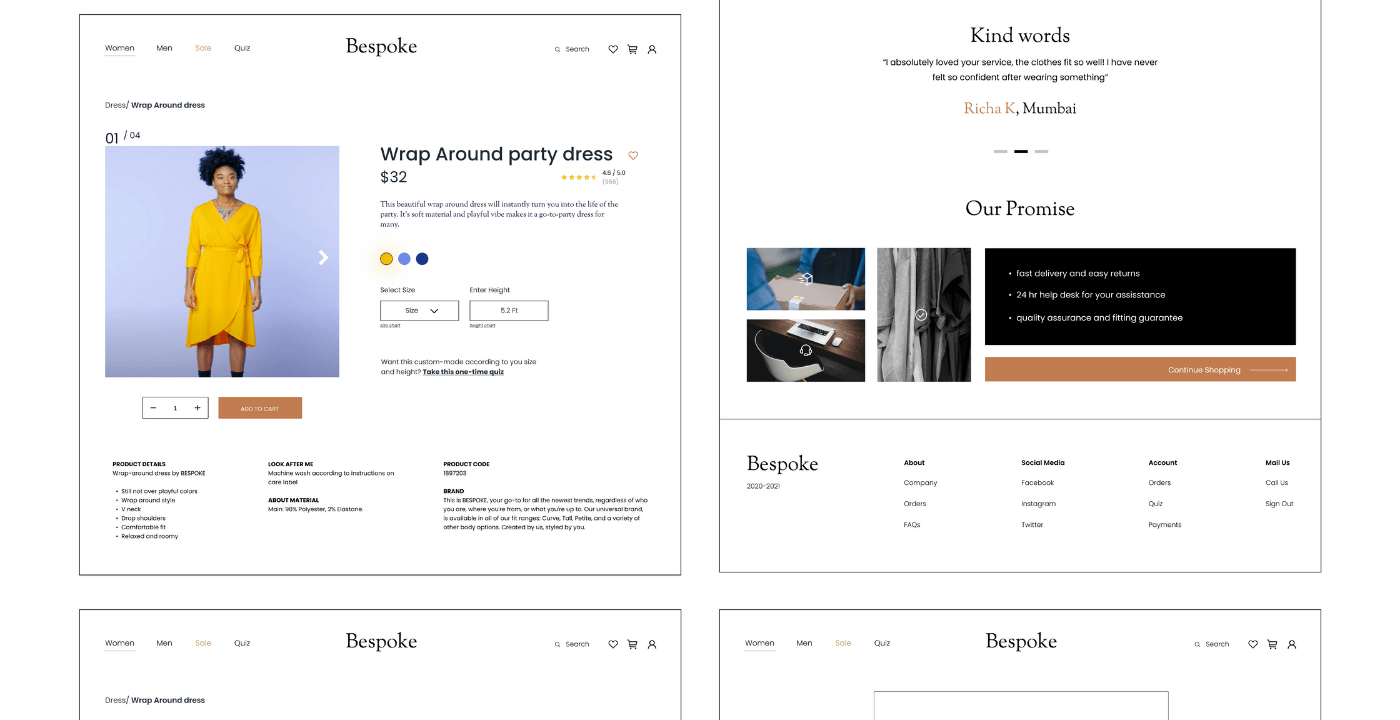 Women Men Sale Quiz Bespoke Search
Dress/ Wrap Around dress
01 / 04
Wrap Around party dress
$32
4.6 / 5.0
(556)
This beautiful wrap around dress will instantly turn you into the life of the
party. It's soft material and playful vibe makes it a go-to-party dress for
many.
Select Size Enter Height
Size 5.2 Ft
size chart height chart
Want this custom-made according to you size
and height? Take this one-time quiz
1 ADD TO CART
PRODUCT DETAILS
Wrap-around dress by BESPOKE
• Still not over playful colors
• Wrap around style
• V neck
• Drop shoulders
• Comfortable fit
• Relaxed and roomy
LOOK AFTER ME
Machine wash according to instructions on
care label
ABOUT MATERIAL
Main: 98% Polyester, 2% Elastane.
PRODUCT CODE
1897203
BRAND
This is BESPOKE, your go-to for all the newest trends, regardless of who
you are, where you're from, or what you're up to. Our universal brand,
is available in all of our fit ranges: Curve, Tall, Petite, and a variety of
other body options. Created by us, styled by you.
Kind words
"I absolutely loved your service, the clothes fit so well! I have never
felt so confident after wearing something"
Richa K, Mumbai
Our Promise
• fast delivery and easy returns
• 24 hr help desk for your assisstance
• quality assurance and fitting guarantee
Continue Shopping
Bespoke
2020-2021
About
Company
Orders
FAQs
Social Media
Facebook
Instagram
Twitter
Account
Orders
Quiz
Payments
Mail Us
Call Us
Sign Out
Women Men Sale Quiz Bespoke Search
Dress/ Wrap Around dress
Women Men Sale Quiz Bespoke Search